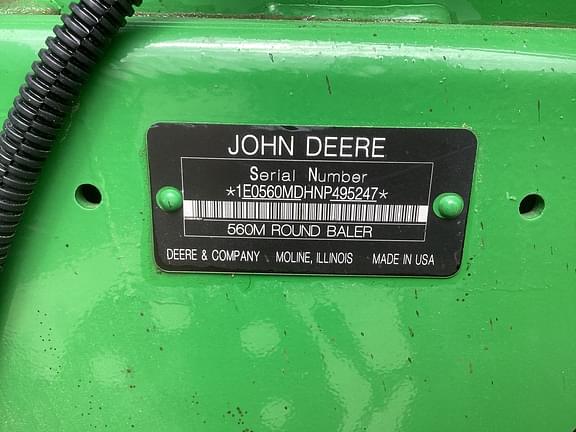 JOHN DEERE
Serial Number
*1E0560MDHNP495247*
560M ROUND BALER
DEERE & COMPANY MOLINE, ILLINOIS MADE IN USA